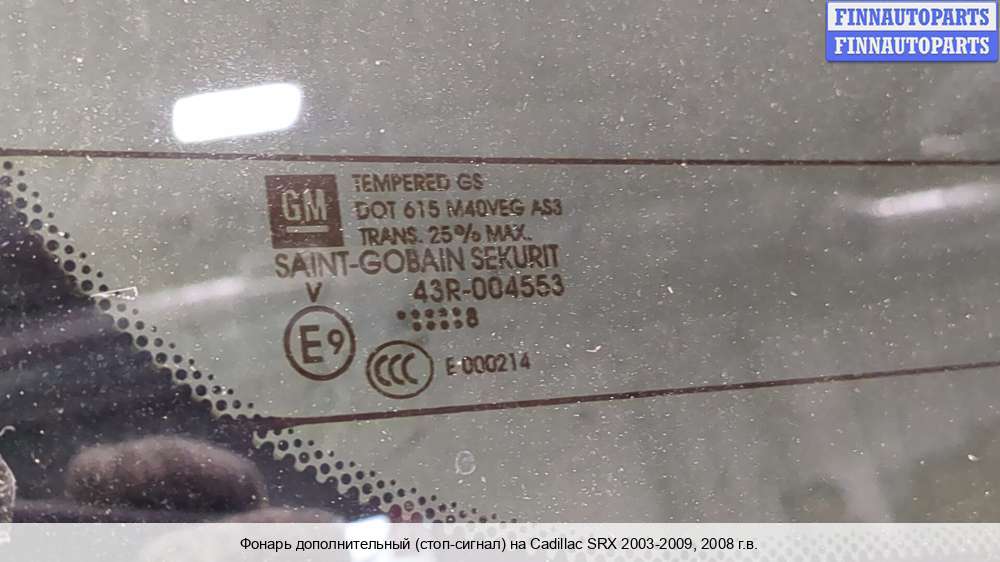 FINNAUTOPARTS
FINNAUTOPARTS
GM
TEMPERED GS
DOT 615 M40VEG AS3
TRANS. 25% MAX.
SAINT-GOBAIN SEKURIT
V
43R-004553
8
E9
CCC
E 000214
Фонарь дополнительный (стоп-сигнал) на Cadillac SRX 2003-2009, 2008 г.в.